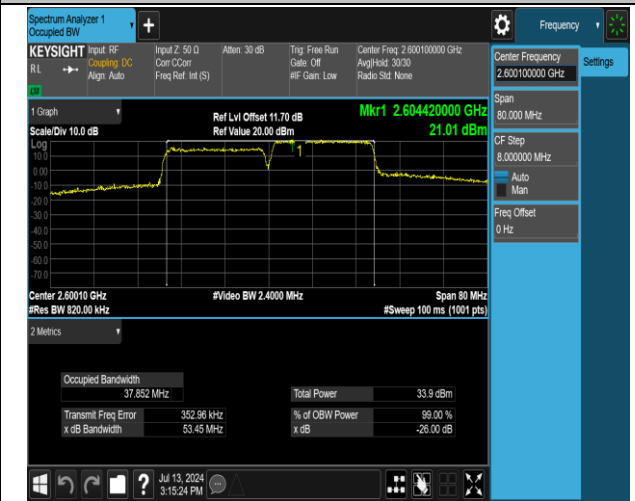 Spectrum Analyzer 1
Occupied BW
Frequency
KEYSIGHT
RL
Input: RF
Coupling: DC
Align: Auto
Input Z: 50 Ω
Corr CCorr
Freq Ref: Int (S)
Atten: 30 dB
Trig: Free Run
Gate: Off
#IF Gain: Low
Center Freq: 2.600100000 GHz
Avg|Hold: 30/30
Radio Std: None
Center Frequency
2.600100000 GHz
Settings
Span
80.000 MHz
CF Step
8.000000 MHz
Auto
Man
Freq Offset
0 Hz
1 Graph
Scale/Div 10.0 dB
Ref Lvl Offset 11.70 dB
Ref Value 20.00 dBm
Mkr1 2.604420000 GHz
21.01 dBm
Log
10.0
0.00
-10.0
-20.0
-30.0
-40.0
-50.0
-60.0
-70.0
1
Center 2.60010 GHz
#Res BW 820.00 kHz
#Video BW 2.4000 MHz
Span 80 MHz
#Sweep 100 ms (1001 pts)
2 Metrics
Occupied Bandwidth
37.852 MHz
Total Power 33.9 dBm
Transmit Freq Error 352.96 kHz
% of OBW Power 99.00 %
x dB Bandwidth 53.45 MHz
x dB -26.00 dB
Jul 13, 2024
3:15:24 PM